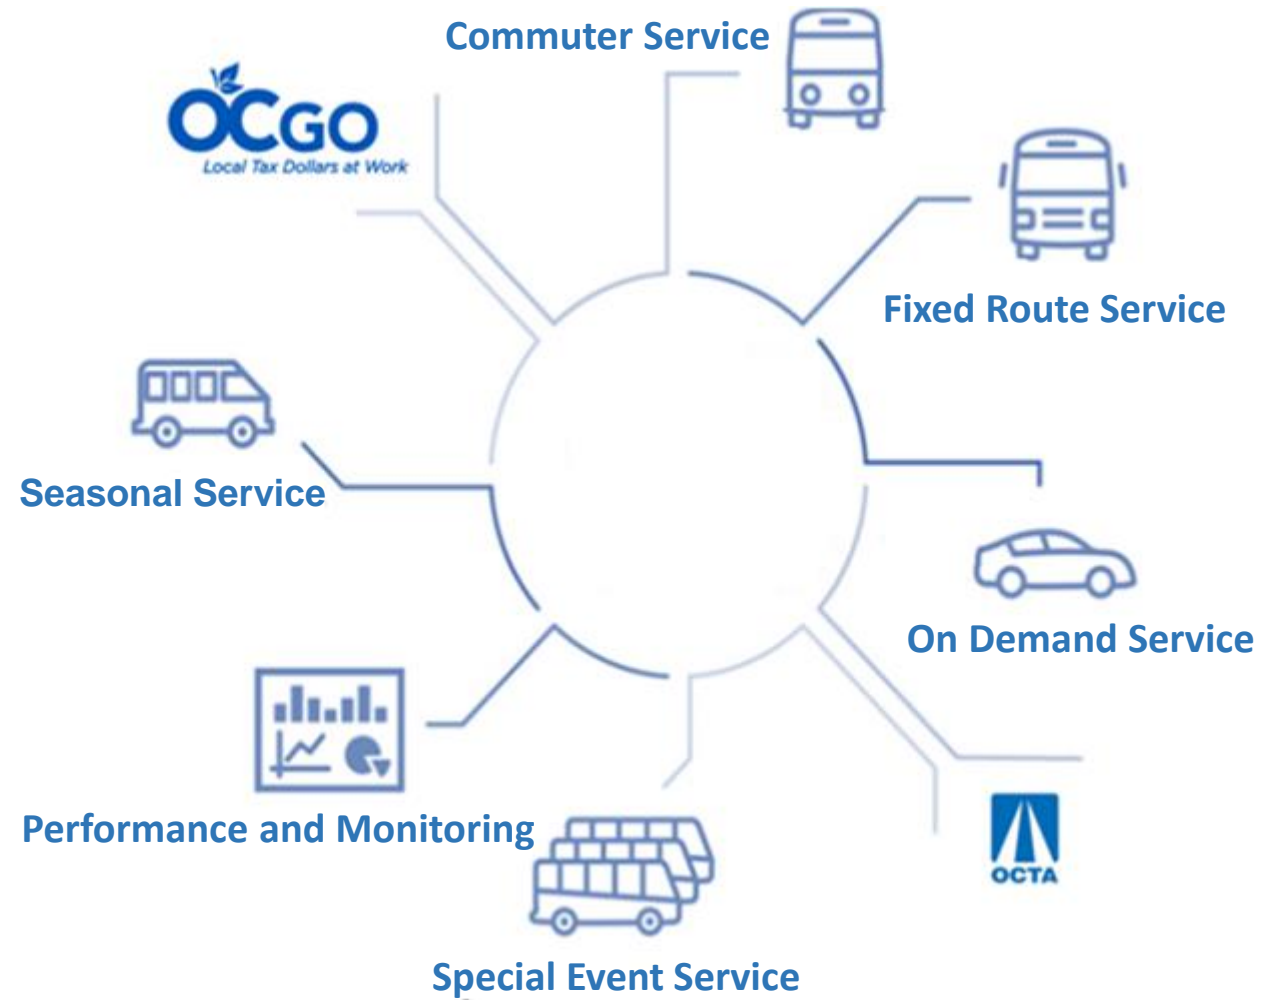 Commuter Service
OCGO
Local Tax Dollars at Work
Fixed Route Service
Seasonal Service
On Demand Service
Performance and Monitoring
OCTA
Special Event Service